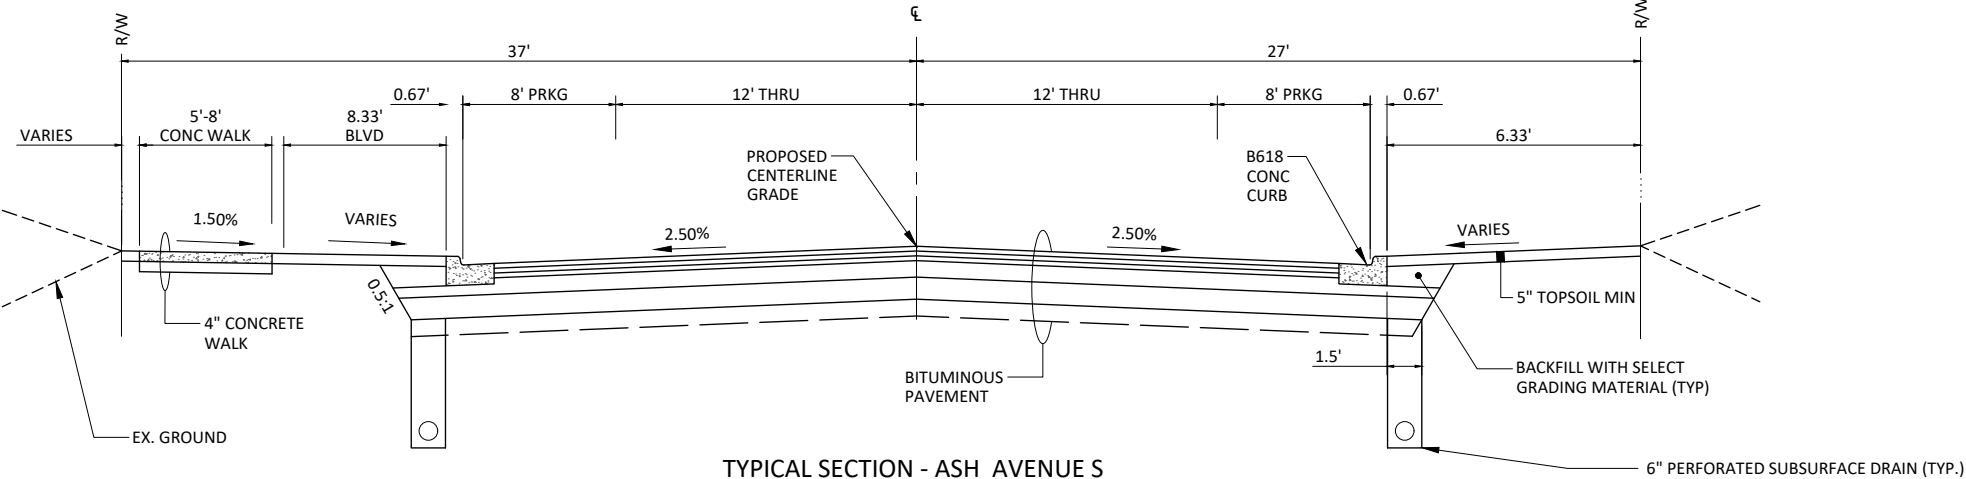 R/W
℄
R/W
37'
27'
0.67'
8' PRKG
12' THRU
12' THRU
8' PRKG
0.67'
VARIES
5'-8'
CONC WALK
8.33'
BLVD
6.33'
PROPOSED
CENTERLINE
GRADE
B618
CONC
CURB
1.50%
VARIES
2.50%
2.50%
VARIES
0.5:1
5" TOPSOIL MIN
4" CONCRETE
WALK
1.5'
BITUMINOUS
PAVEMENT
BACKFILL WITH SELECT
GRADING MATERIAL (TYP)
EX. GROUND
TYPICAL SECTION - ASH AVENUE S
6" PERFORATED SUBSURFACE DRAIN (TYP.)